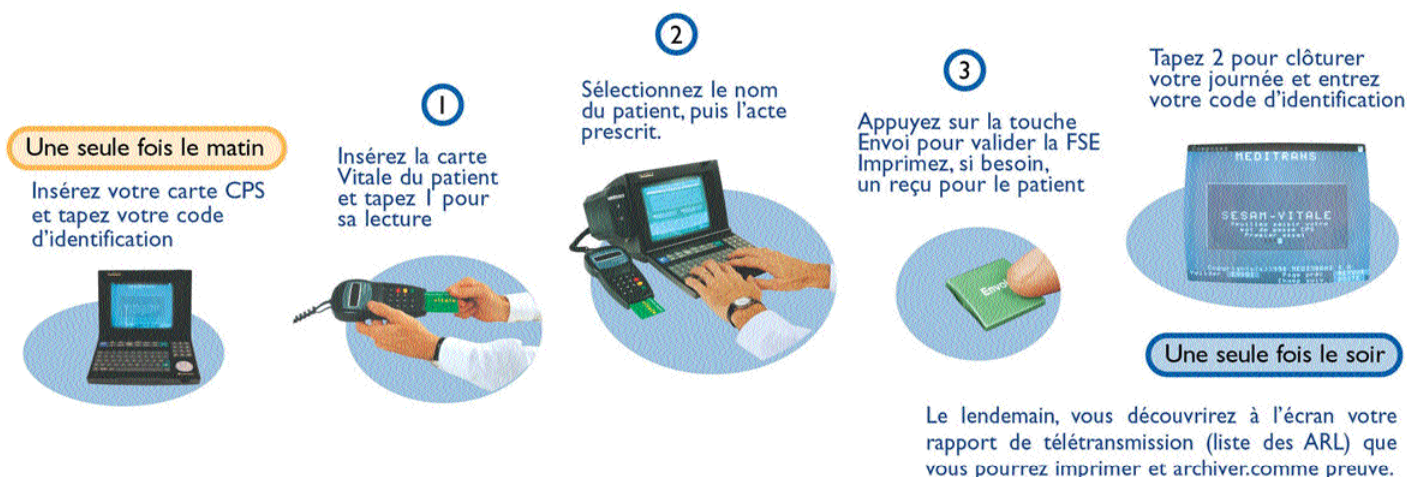 Une seule fois le matin
Insérez votre carte CPS
et tapez votre code
d'identification
1
Insérez la carte
Vitale du patient
et tapez 1 pour
sa lecture
2
Sélectionnez le nom
du patient, puis l'acte
prescrit.
3
Appuyez sur la touche
Envoi pour valider la FSE
Imprimez, si besoin,
un reçu pour le patient
Envoi
Tapez 2 pour clôturer
votre journée et entrez
votre code d'identification
MEDITRANS
SESAM-VITALE
Une seule fois le soir
Le lendemain, vous découvrirez à l'écran votre
rapport de télétransmission (liste des ARL) que
vous pourrez imprimer et archiver.comme preuve.